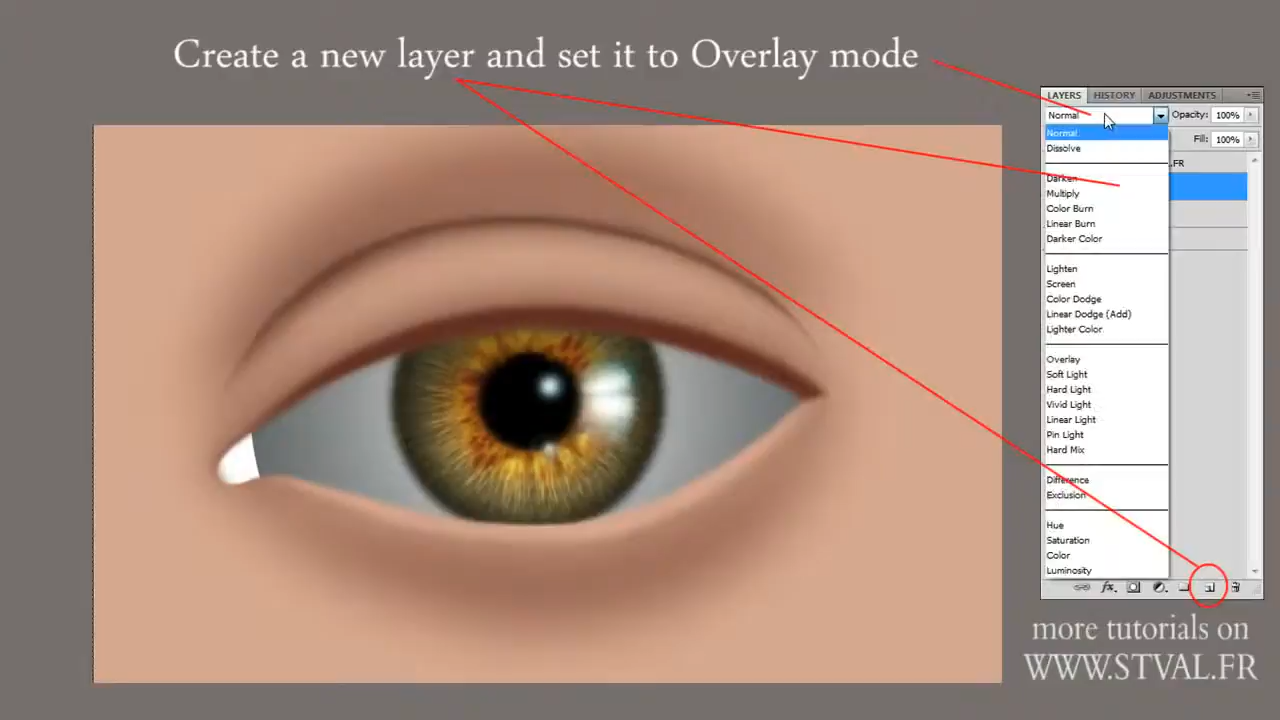 Create a new layer and set it to Overlay mode
LAYERS HISTORY ADJUSTMENTS
Normal Opacity: 100%
Normal Fill: 100%
Dissolve
.FR
Darken
Multiply
Color Burn
Linear Burn
Darker Color
Lighten
Screen
Color Dodge
Linear Dodge (Add)
Lighter Color
Overlay
Soft Light
Hard Light
Vivid Light
Linear Light
Pin Light
Hard Mix
Difference
Exclusion
Hue
Saturation
Color
Luminosity
fx.
more tutorials on
WWW.STVAL.FR